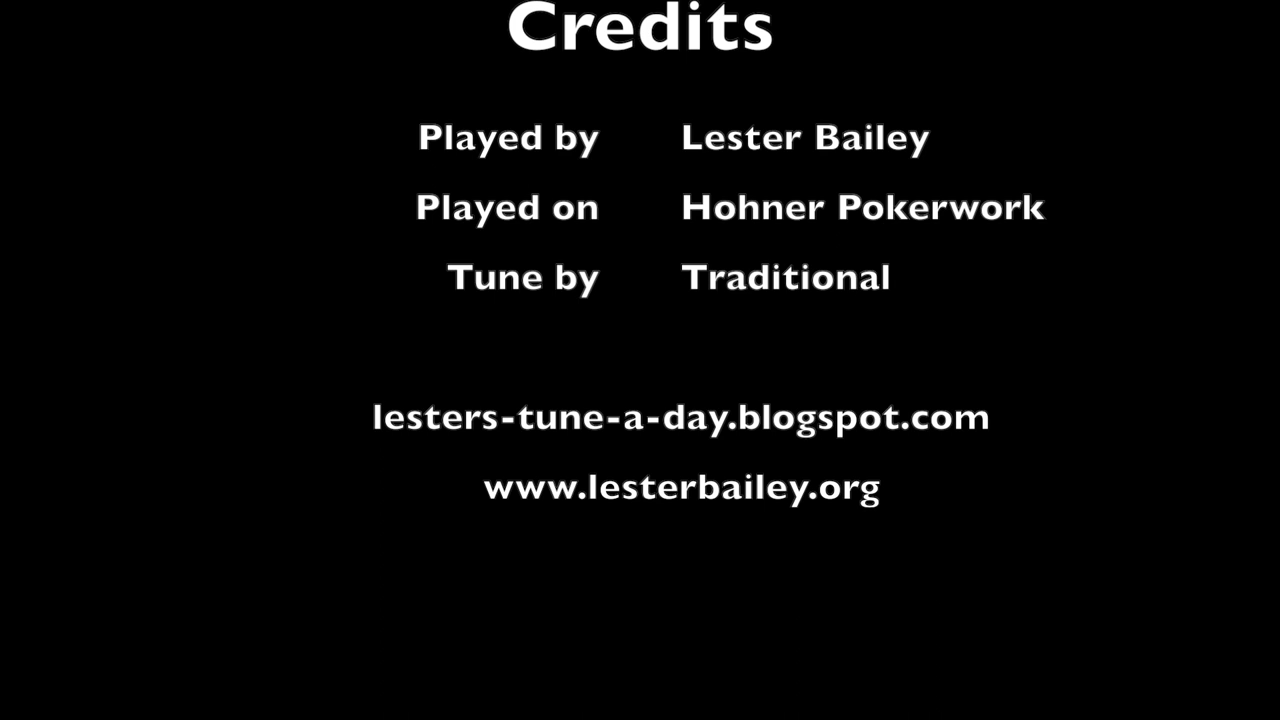 Credits
Played by Lester Bailey
Played on Hohner Pokerwork
Tune by Traditional
lesters-tune-a-day.blogspot.com
www.lesterbailey.org